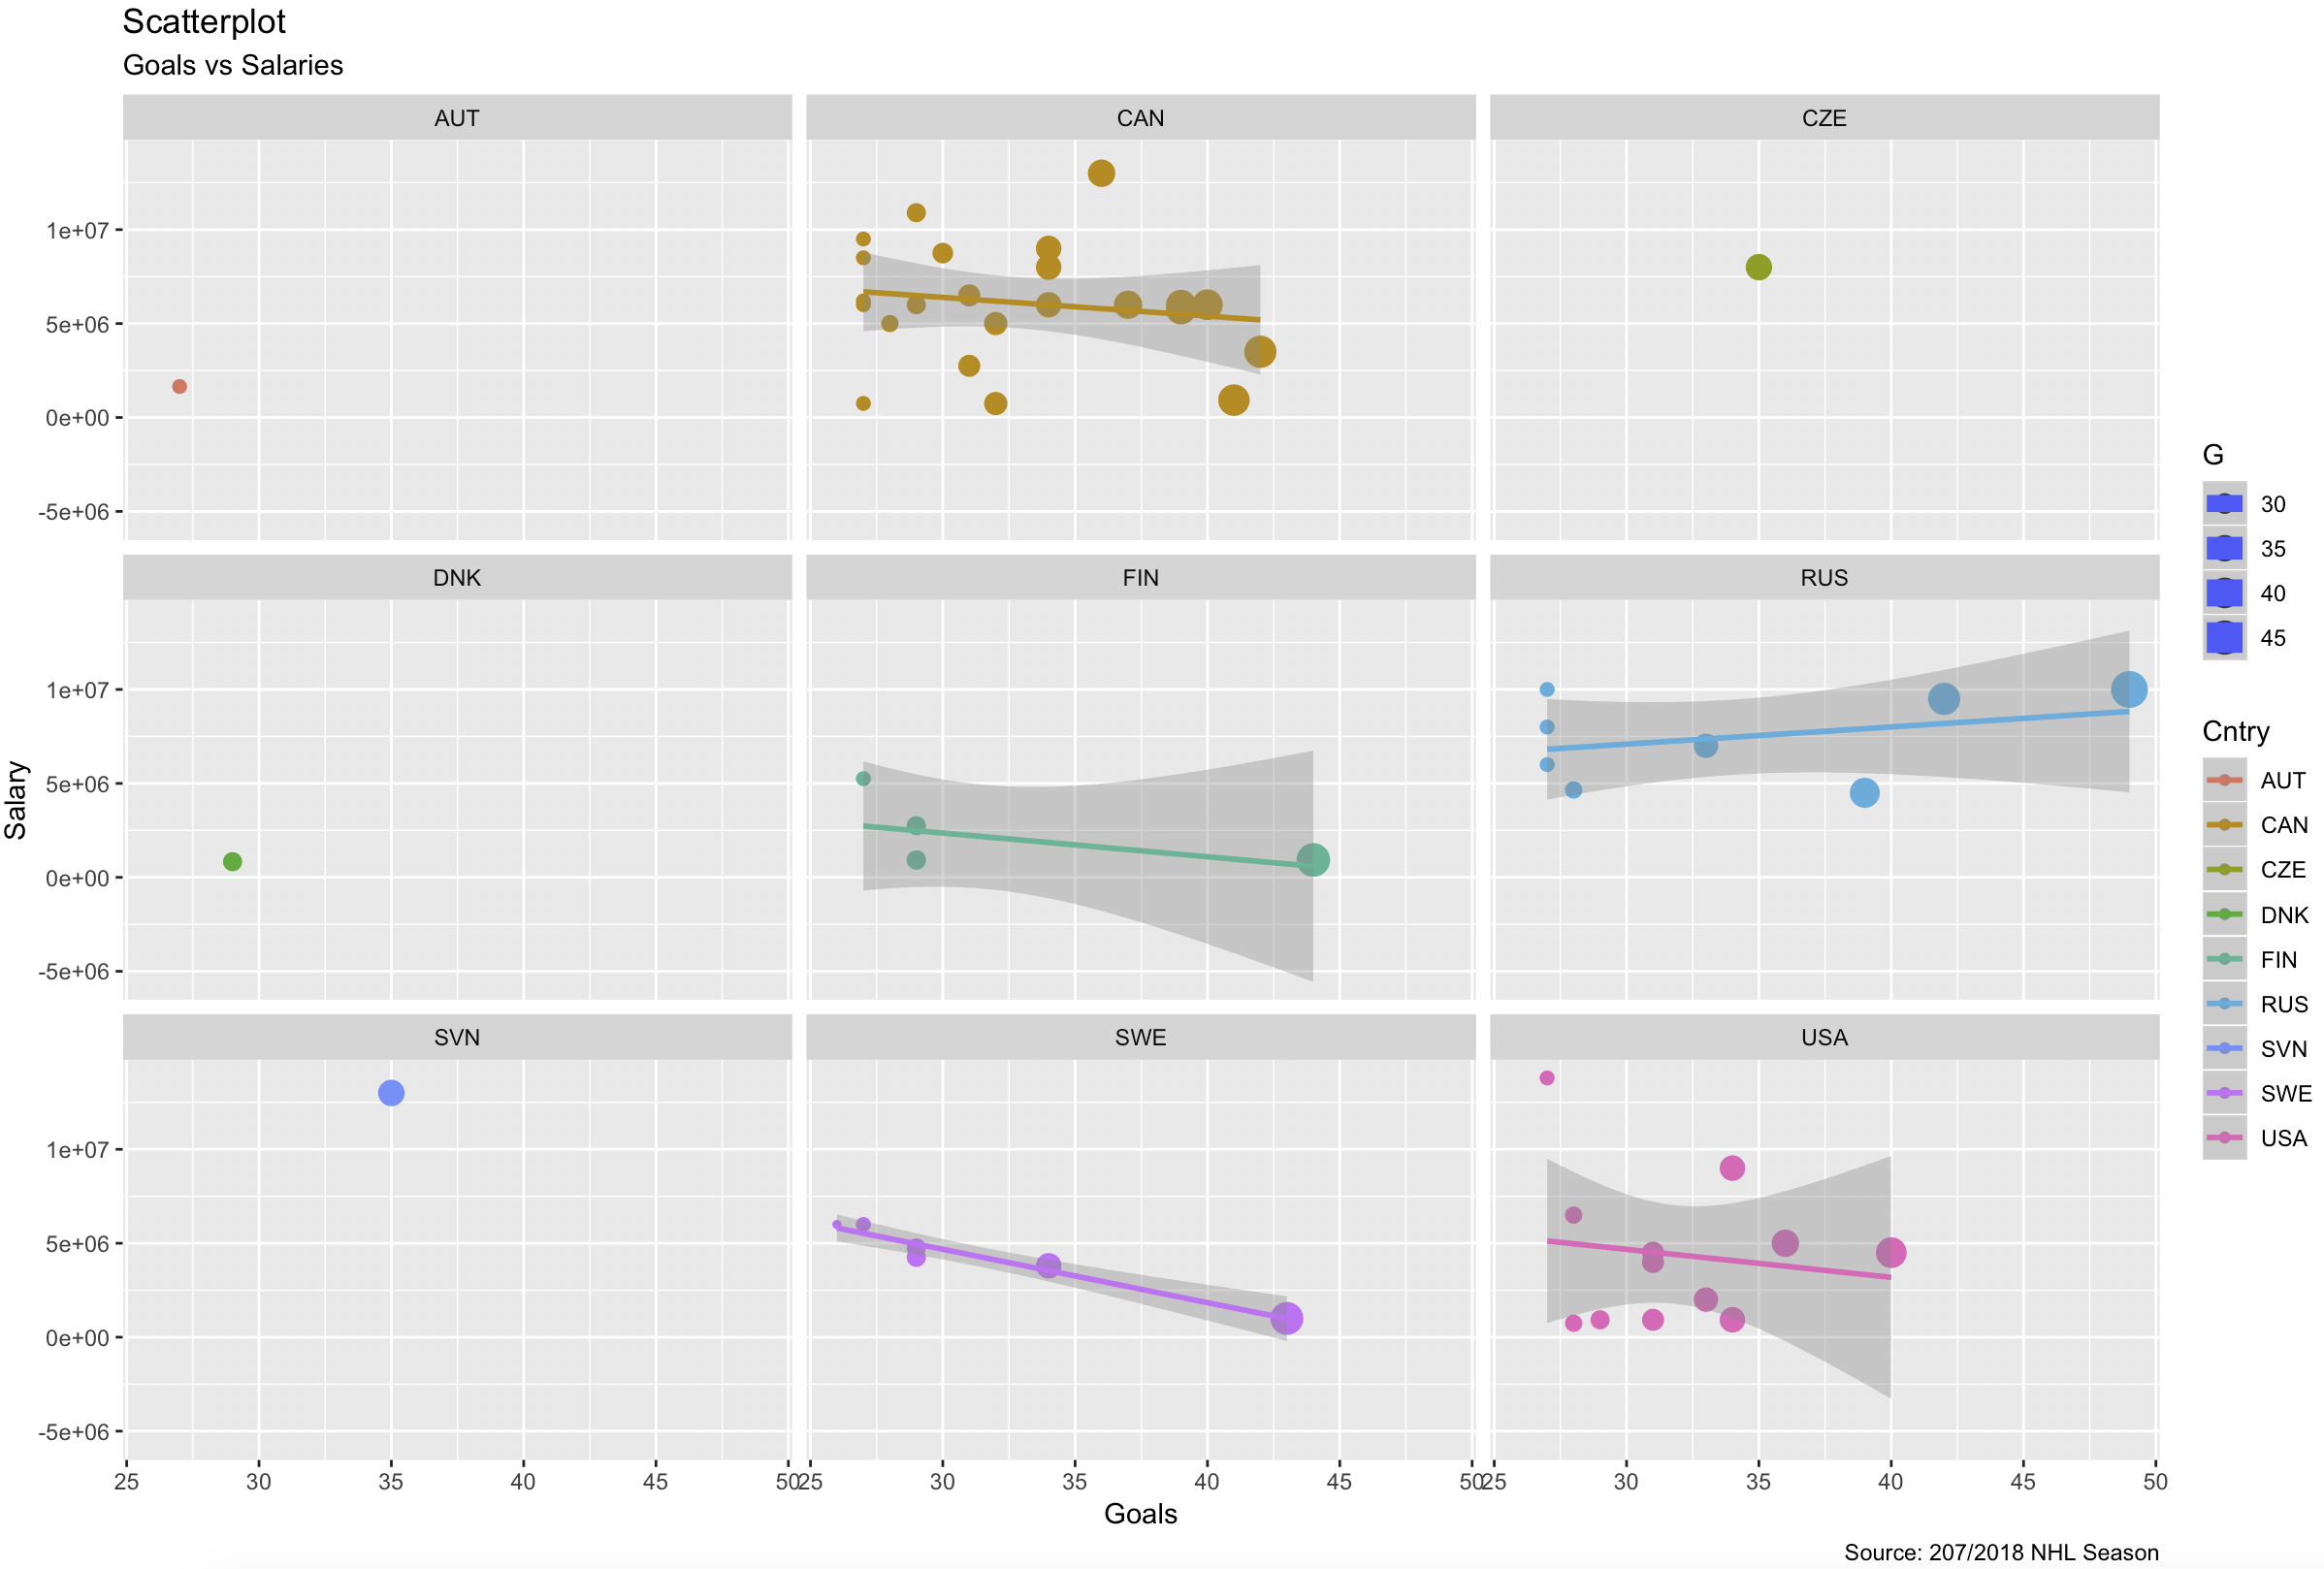 Scatterplot
Goals vs Salaries
AUT CAN CZE
1e+07
5e+06
0e+00
-5e+06
DNK FIN RUS
1e+07
5e+06
0e+00
-5e+06
SVN SWE USA
1e+07
5e+06
0e+00
-5e+06
25 30 35 40 45 50 25 30 35 40 45 50 25 30 35 40 45 50
Salary
Goals
G
30
35
40
45
Cntry
AUT
CAN
CZE
DNK
FIN
RUS
SVN
SWE
USA
Source: 207/2018 NHL Season